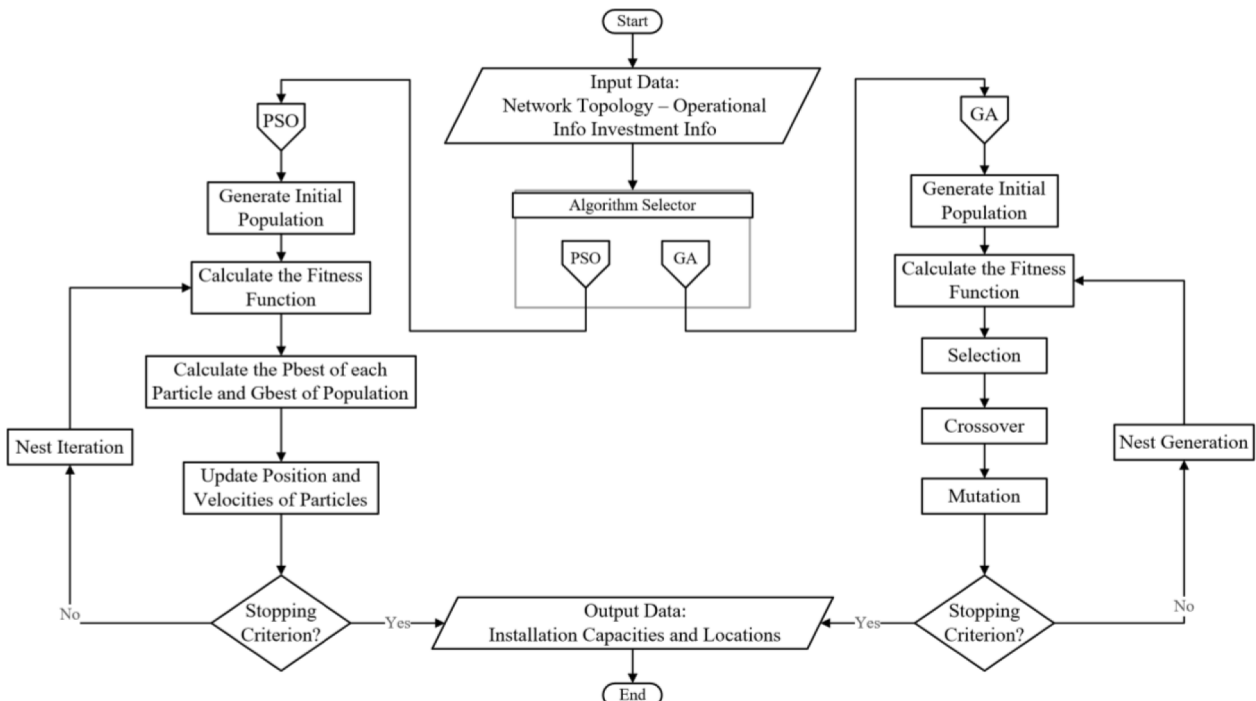 Start
Input Data:
Network Topology – Operational
Info Investment Info
Algorithm Selector
PSO
GA
PSO
Generate Initial
Population
Calculate the Fitness
Function
Calculate the Pbest of each
Particle and Gbest of Population
Update Position and
Velocities of Particles
Stopping
Criterion?
No
Nest Iteration
Yes
GA
Generate Initial
Population
Calculate the Fitness
Function
Selection
Crossover
Mutation
Stopping
Criterion?
No
Nest Generation
Yes
Output Data:
Installation Capacities and Locations
End